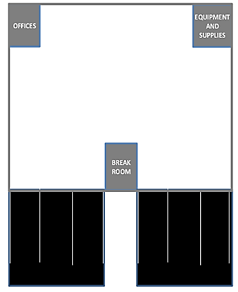 OFFICES
EQUIPMENT
AND
SUPPLIES
BREAK
ROOM